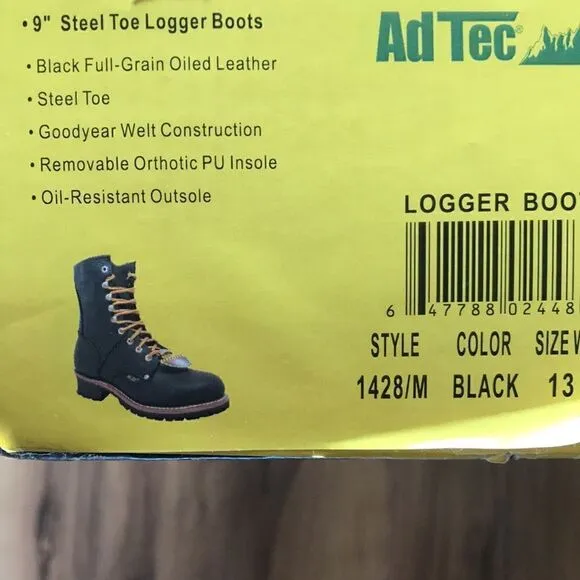 • 9" Steel Toe Logger Boots
• Black Full-Grain Oiled Leather
• Steel Toe
• Goodyear Welt Construction
• Removable Orthotic PU Insole
• Oil-Resistant Outsole
AdTec®
LOGGER BOO
6 47788 02448
STYLE COLOR SIZE
1428/M BLACK 13